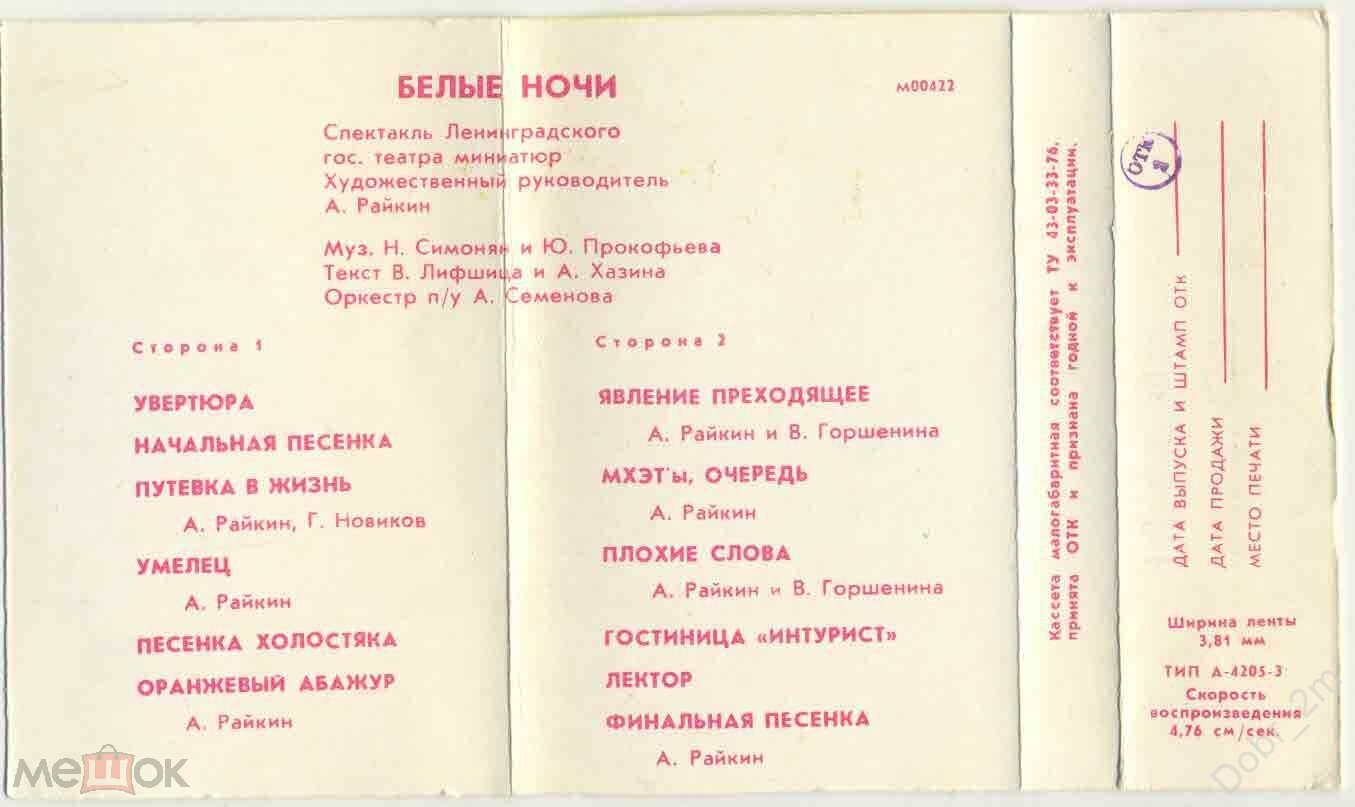 БЕЛЫЕ НОЧИ
м00422
Спектакль Ленинградского
гос. театра миниатюр
Художественный руководитель
А. Райкин
Муз. Н. Симонян и Ю. Прокофьева
Текст В. Лифшица и А. Хазина
Оркестр п/у А. Семенова
Сторона 1
УВЕРТЮРА
НАЧАЛЬНАЯ ПЕСЕНКА
ПУТЕВКА В ЖИЗНЬ
А. Райкин, Г. Новиков
УМЕЛЕЦ
А. Райкин
ПЕСЕНКА ХОЛОСТЯКА
ОРАНЖЕВЫЙ АБАЖУР
А. Райкин
Сторона 2
ЯВЛЕНИЕ ПРЕХОДЯЩЕЕ
А. Райкин и В. Горшенина
МХЭТ'ы, ОЧЕРЕДЬ
А. Райкин
ПЛОХИЕ СЛОВА
А. Райкин и В. Горшенина
ГОСТИНИЦА «ИНТУРИСТ»
ЛЕКТОР
ФИНАЛЬНАЯ ПЕСЕНКА
А. Райкин
Кассета малогабаритная соответствует ТУ 43-03-33-76,
принята ОТК и признана годной к эксплуатации.
ОТК
1
ДАТА ВЫПУСКА И ШТАМП ОТК
ДАТА ПРОДАЖИ
МЕСТО ПЕЧАТИ
Ширина ленты
3,81 мм
ТИП А-4205-3
Скорость
воспроизведения
4,76 см/сек.
мешок
Dobr_2m